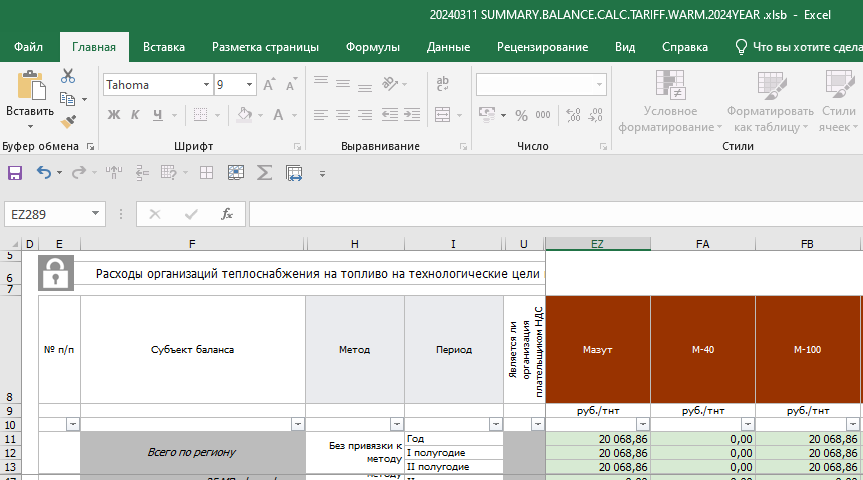 20240311 SUMMARY.BALANCE.CALC.TARIFF.WARM.2024YEAR .xlsb - Excel
Файл Главная Вставка Разметка страницы Формулы Данные Рецензирование Вид Справка Что вы хотите сдела
Tahoma 9
Вставить
Ж К Ч
% 000
Условное форматирование
Форматировать как таблицу
Стили ячеек
Буфер обмена Шрифт Выравнивание Число Стили
EZ289
fx
D E F H I U EZ FA FB
5
6 Расходы организаций теплоснабжения на топливо на технологические цели
7
8 № п/п Субъект баланса Метод Период Является ли организация плательщиком НДС Мазут М-40 М-100
9 руб./тнт руб./тнт руб./тнт
10
11 Год 20 068,86 0,00 20 068,86
12 Всего по региону Без привязки к методу I полугодие 20 068,86 0,00 20 068,86
13 II полугодие 20 068,86 0,00 20 068,86